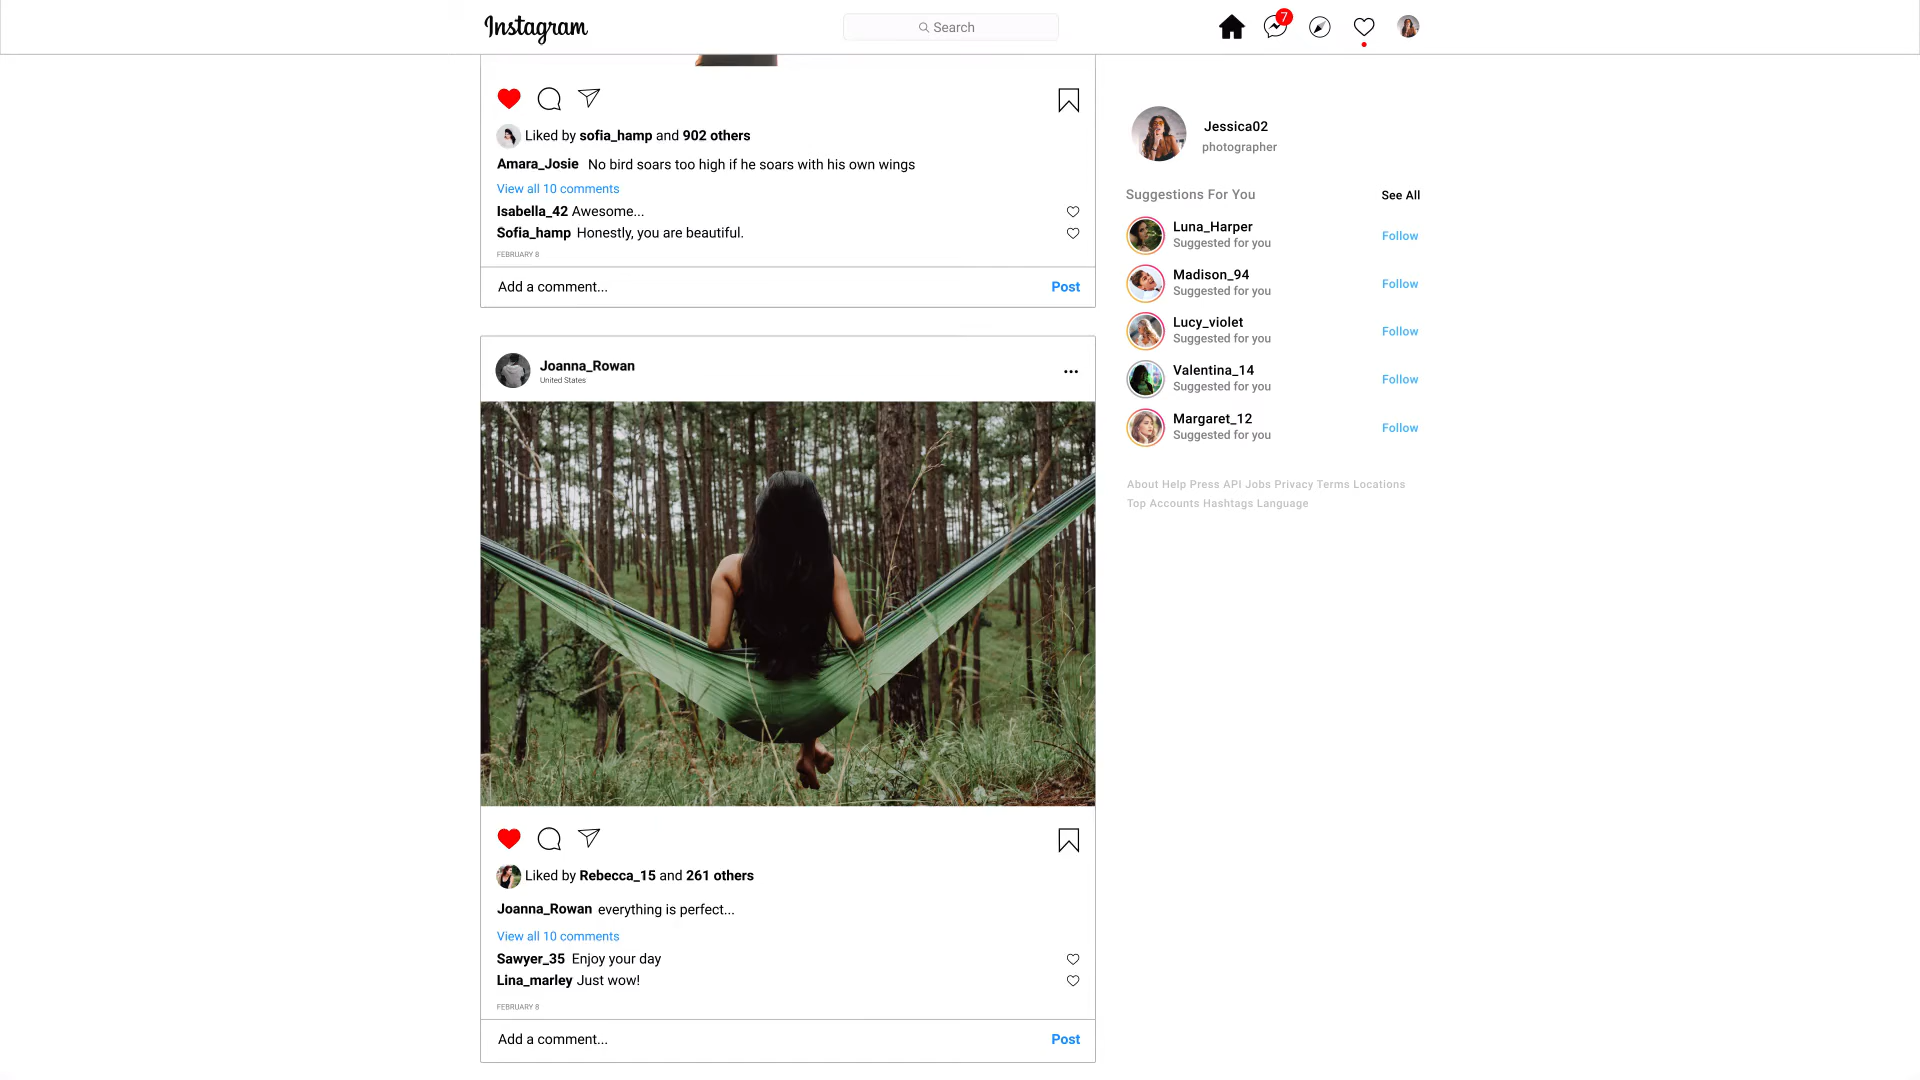 Instagram
Search
7
Liked by sofia_hamp and 902 others
Amara_Josie No bird soars too high if he soars with his own wings
View all 10 comments
Isabella_42 Awesome...
Sofia_hamp Honestly, you are beautiful.
FEBRUARY 8
Add a comment...
Post
Joanna_Rowan
United States
Liked by Rebecca_15 and 261 others
Joanna_Rowan everything is perfect...
View all 10 comments
Sawyer_35 Enjoy your day
Lina_marley Just wow!
FEBRUARY 8
Add a comment...
Post
Jessica02
photographer
Suggestions For You
See All
Luna_Harper
Suggested for you
Follow
Madison_94
Suggested for you
Follow
Lucy_violet
Suggested for you
Follow
Valentina_14
Suggested for you
Follow
Margaret_12
Suggested for you
Follow
About Help Press API Jobs Privacy Terms Locations
Top Accounts Hashtags Language